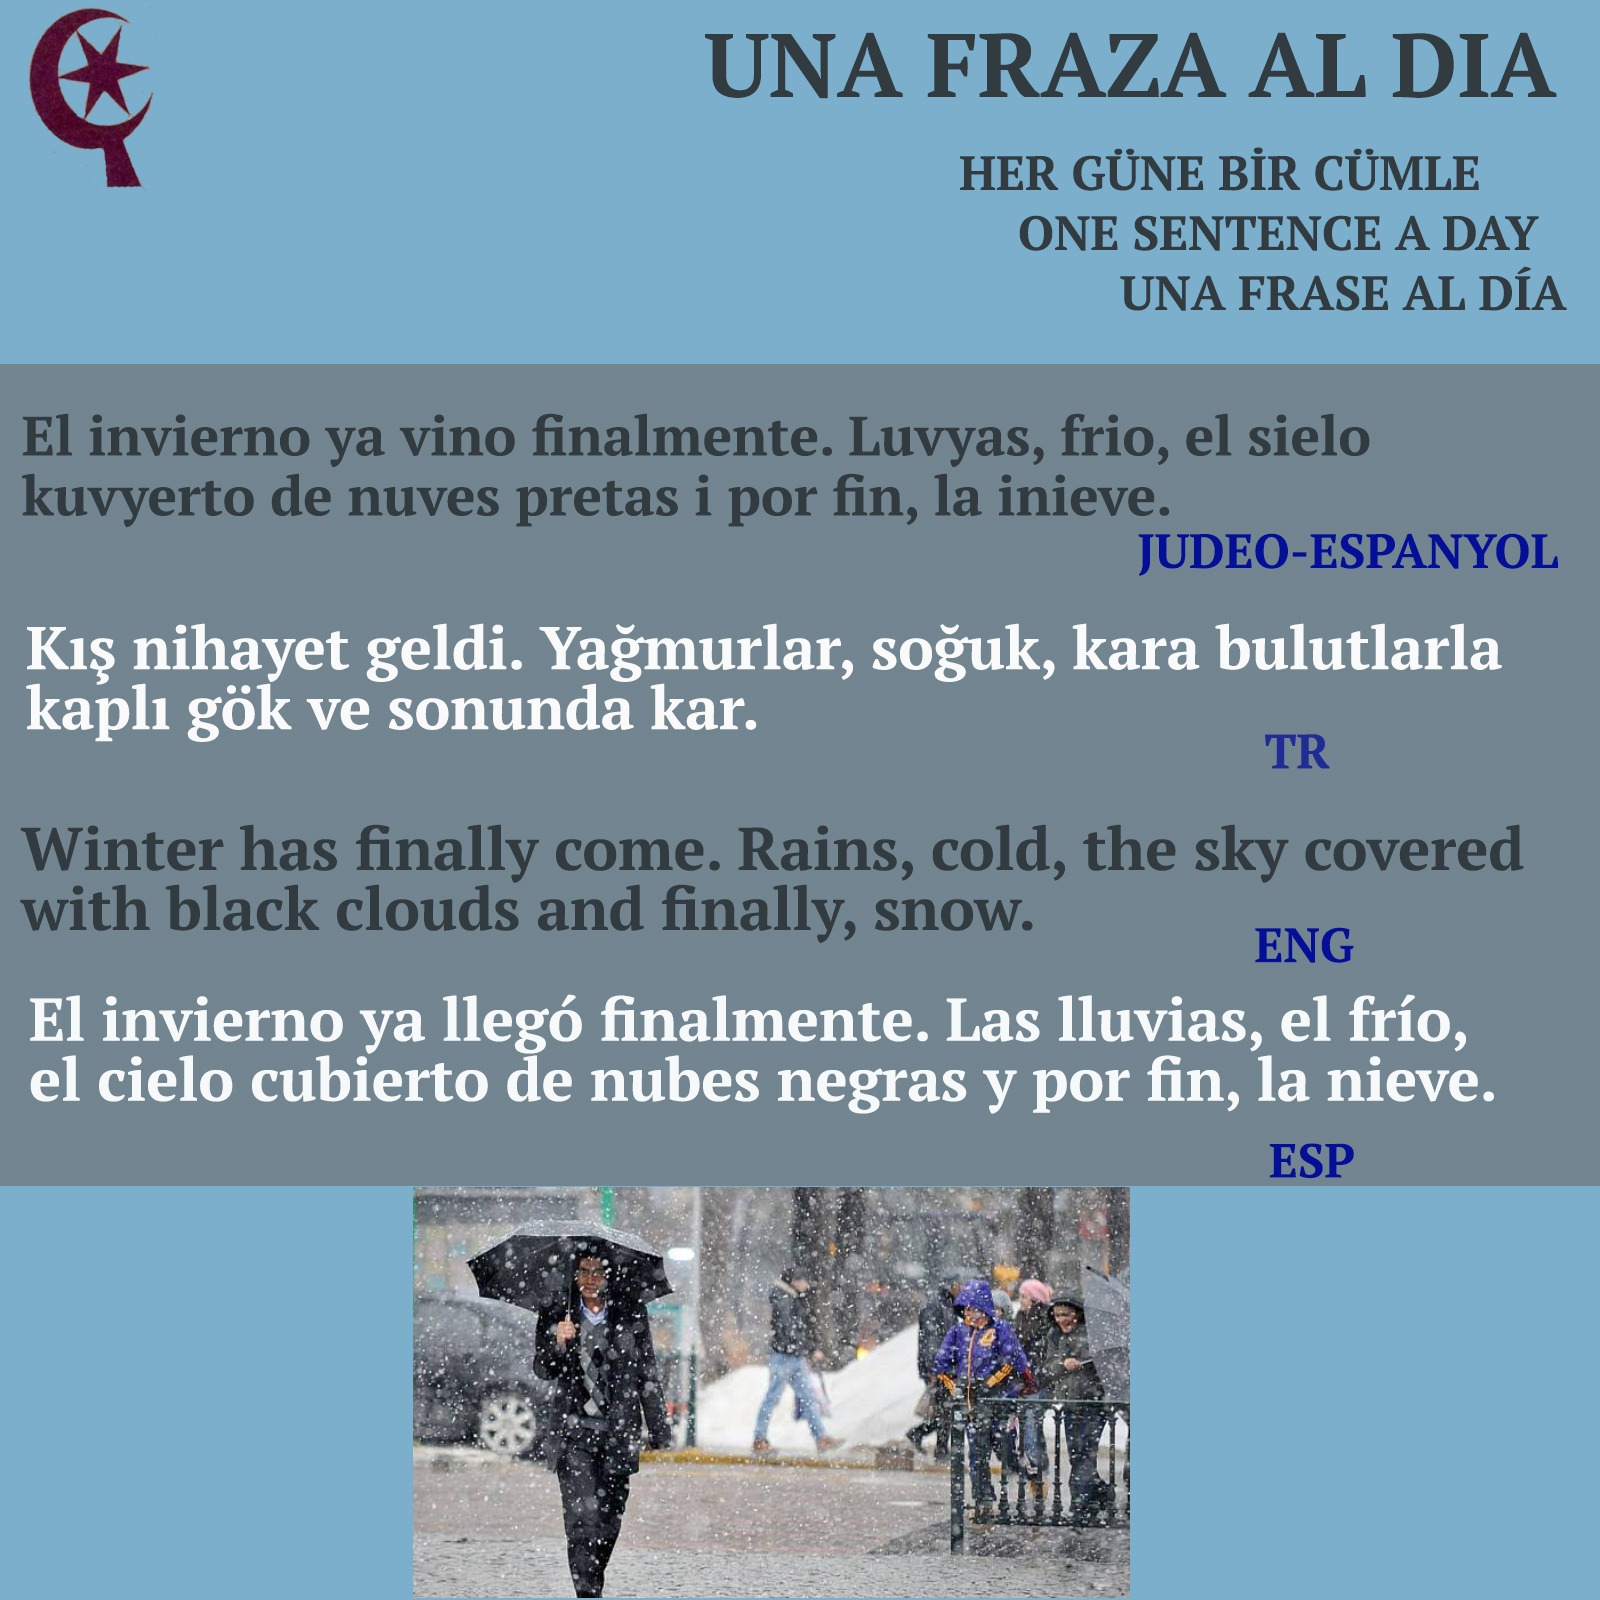 UNA FRAZA AL DIA
HER GÜNE BİR CÜMLE
ONE SENTENCE A DAY
UNA FRASE AL DÍA
El invierno ya vino finalmente. Luvyas, frio, el sielo
kuvyerto de nuves pretas i por fin, la inieve.
JUDEO-ESPANYOL
Kış nihayet geldi. Yağmurlar, soğuk, kara bulutlarla
kaplı gök ve sonunda kar.
TR
Winter has finally come. Rains, cold, the sky covered
with black clouds and finally, snow.
ENG
El invierno ya llegó finalmente. Las lluvias, el frío,
el cielo cubierto de nubes negras y por fin, la nieve.
ESP